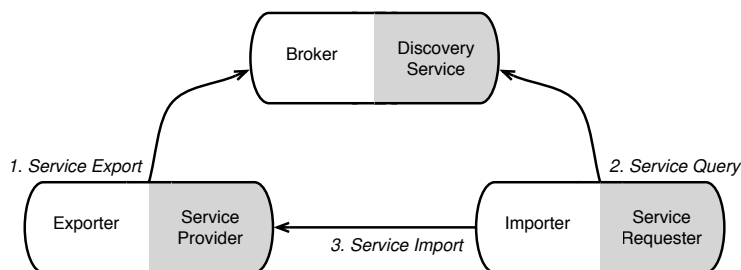 Broker
Discovery
Service
1. Service Export
2. Service Query
Exporter
Service
Provider
3. Service Import
Importer
Service
Requester